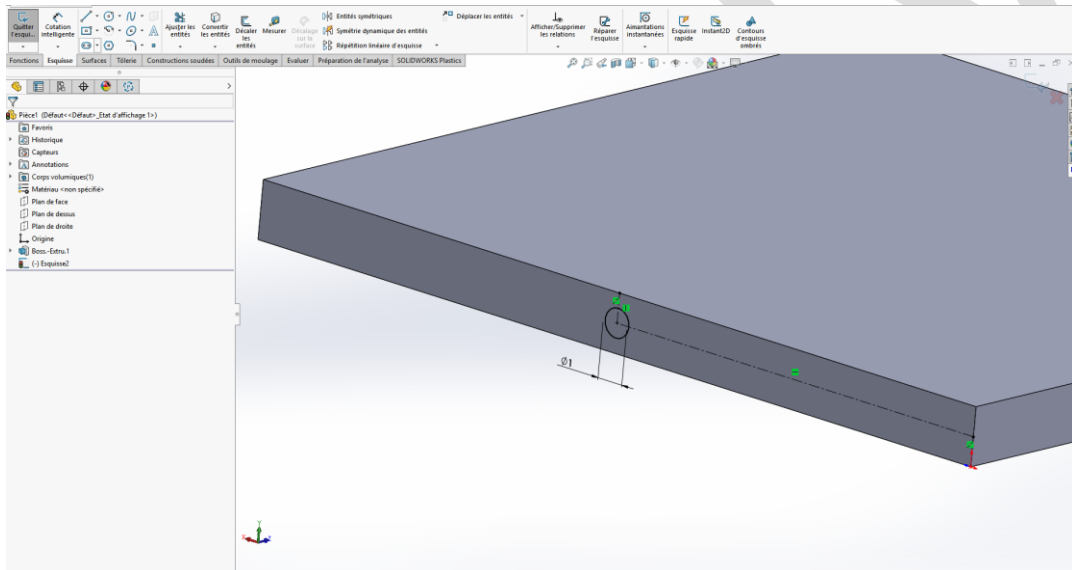 Quitter l'esqui...
Cotation intelligente
Ajuster les entités
Convertir les entités
Décaler les entités
Mesurer
Décalage sur la surface
Entités symétriques
Symétrie dynamique des entités
Répétition linéaire d'esquisse
Déplacer les entités
Afficher/Supprimer les relations
Réparer l'esquisse
Aimantations instantanées
Esquisse rapide
Instant2D
Contours d'esquisse ombrés
Fonctions Esquisse Surfaces Tôlerie Constructions soudées Outils de moulage Evaluer Préparation de l'analyse SOLIDWORKS Plastics
Pièce1 (Défaut<<Défaut>_Etat d'affichage 1>)
Favoris
Historique
Capteurs
Annotations
Corps volumiques(1)
Matériau <non spécifié>
Plan de face
Plan de dessus
Plan de droite
Origine
Boss.-Extru.1
(-) Esquisse2
Ø1
Y
X
Z